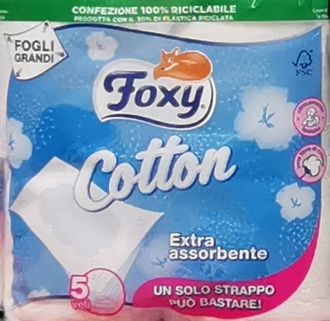 CONFEZIONE 100% RICICLABILE
PRODOTTA CON IL 30% DI PLASTICA RICICLATA
FOGLI
GRANDI
Foxy
FSC
Cotton
Extra
assorbente
5
veli
UN SOLO STRAPPO
PUÒ BASTARE!